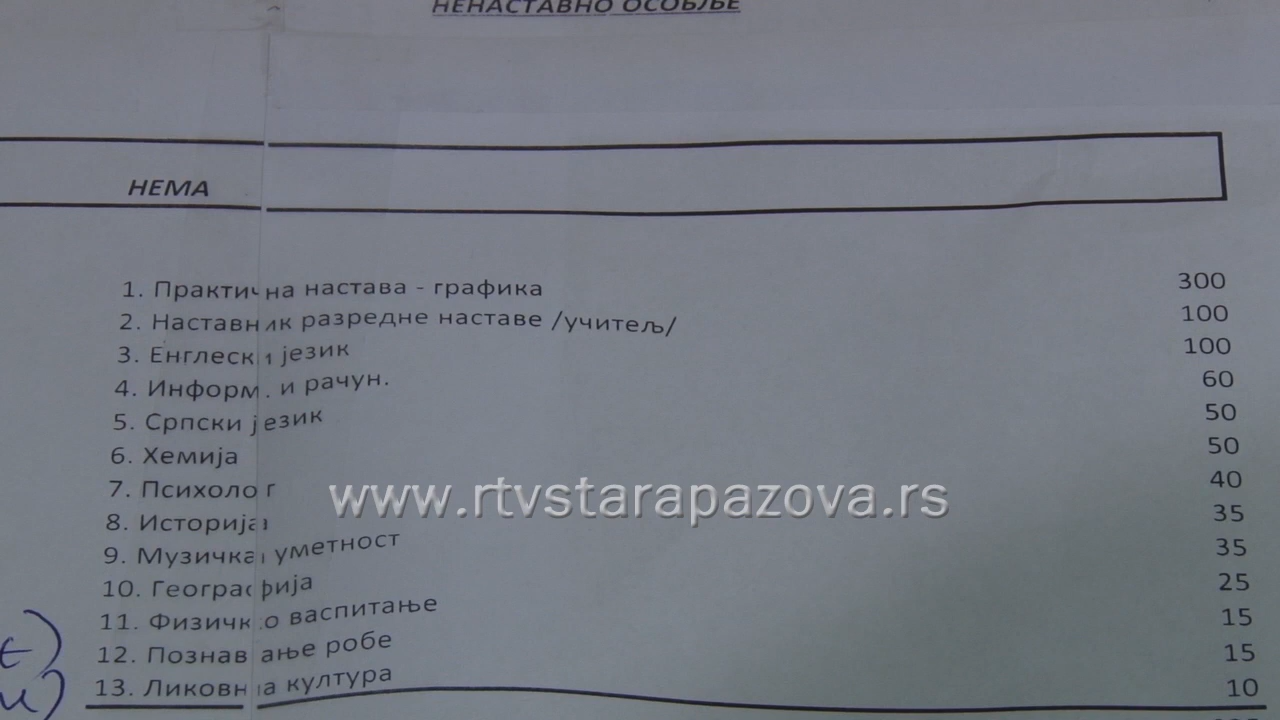 НЕНАСТАВНО ОСОБЉЕ
НЕМА
1. Практична настава - графика 300
2. Наставник разредне наставе /учитељ/ 100
3. Енглески језик 100
4. Информ. и рачун. 60
5. Српски језик 50
6. Хемија 50
7. Психолог 40
www.rtvstarapazova.rs
8. Историја 35
9. Музичка уметност 35
10. Географија 25
11. Физичко васпитање 15
12. Познавање робе 15
13. Ликовна култура 10